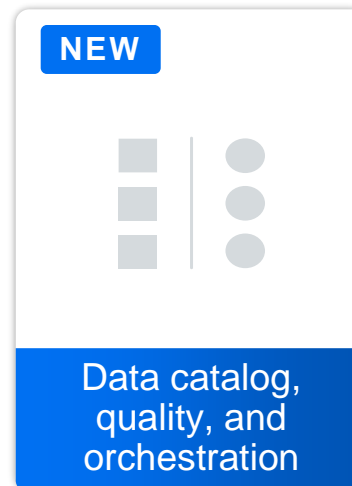 NEW
Data catalog,
quality, and
orchestration